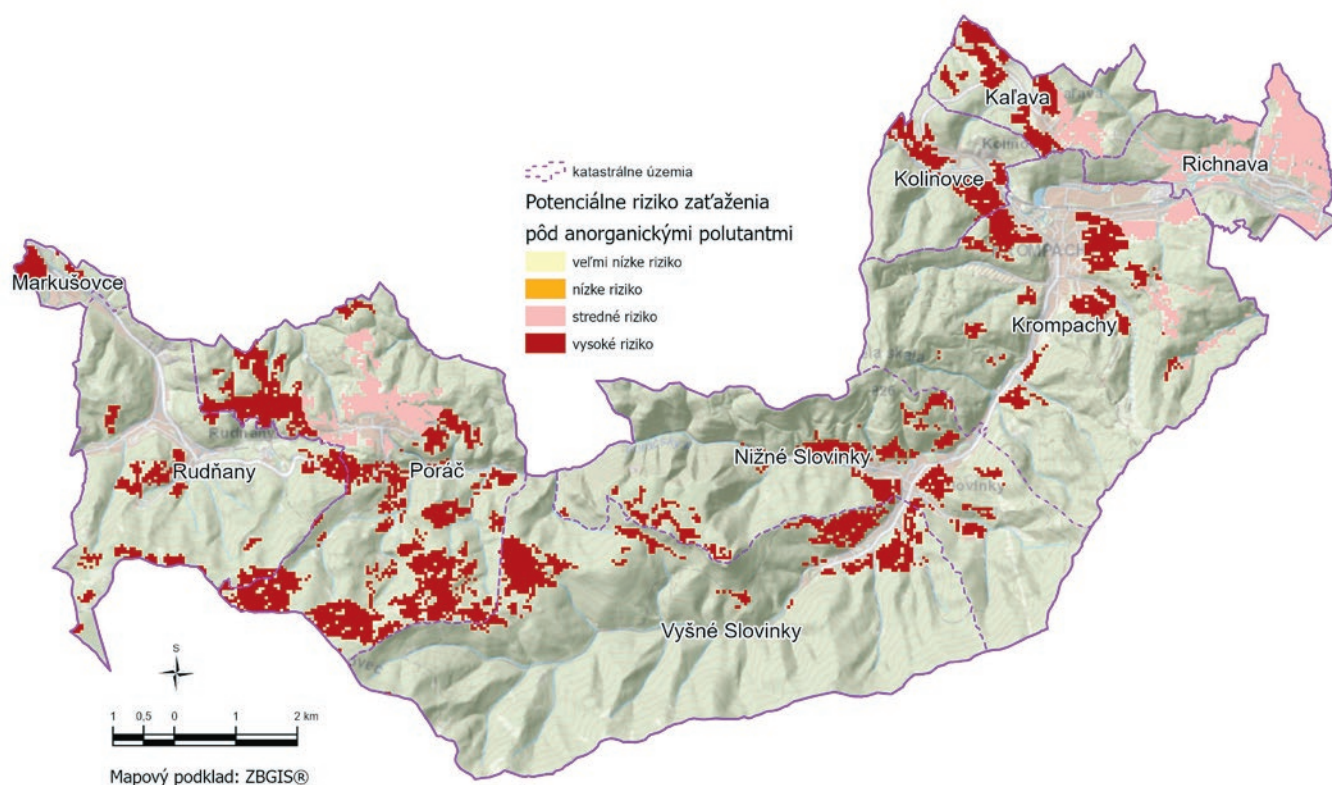 Kaľava
Richnava
Kolinovce
KROMPACHY
Krompachy
Markušovce
Rudňany
Rudňany
Poráč
Nižné Slovinky
Vyšné Slovinky
katastrálne územia
Potenciálne riziko zaťaženia
pôd anorganickými polutantmi
veľmi nízke riziko
nízke riziko
stredné riziko
vysoké riziko
S
1 0,5 0 1 2 km
Mapový podklad: ZBGIS®